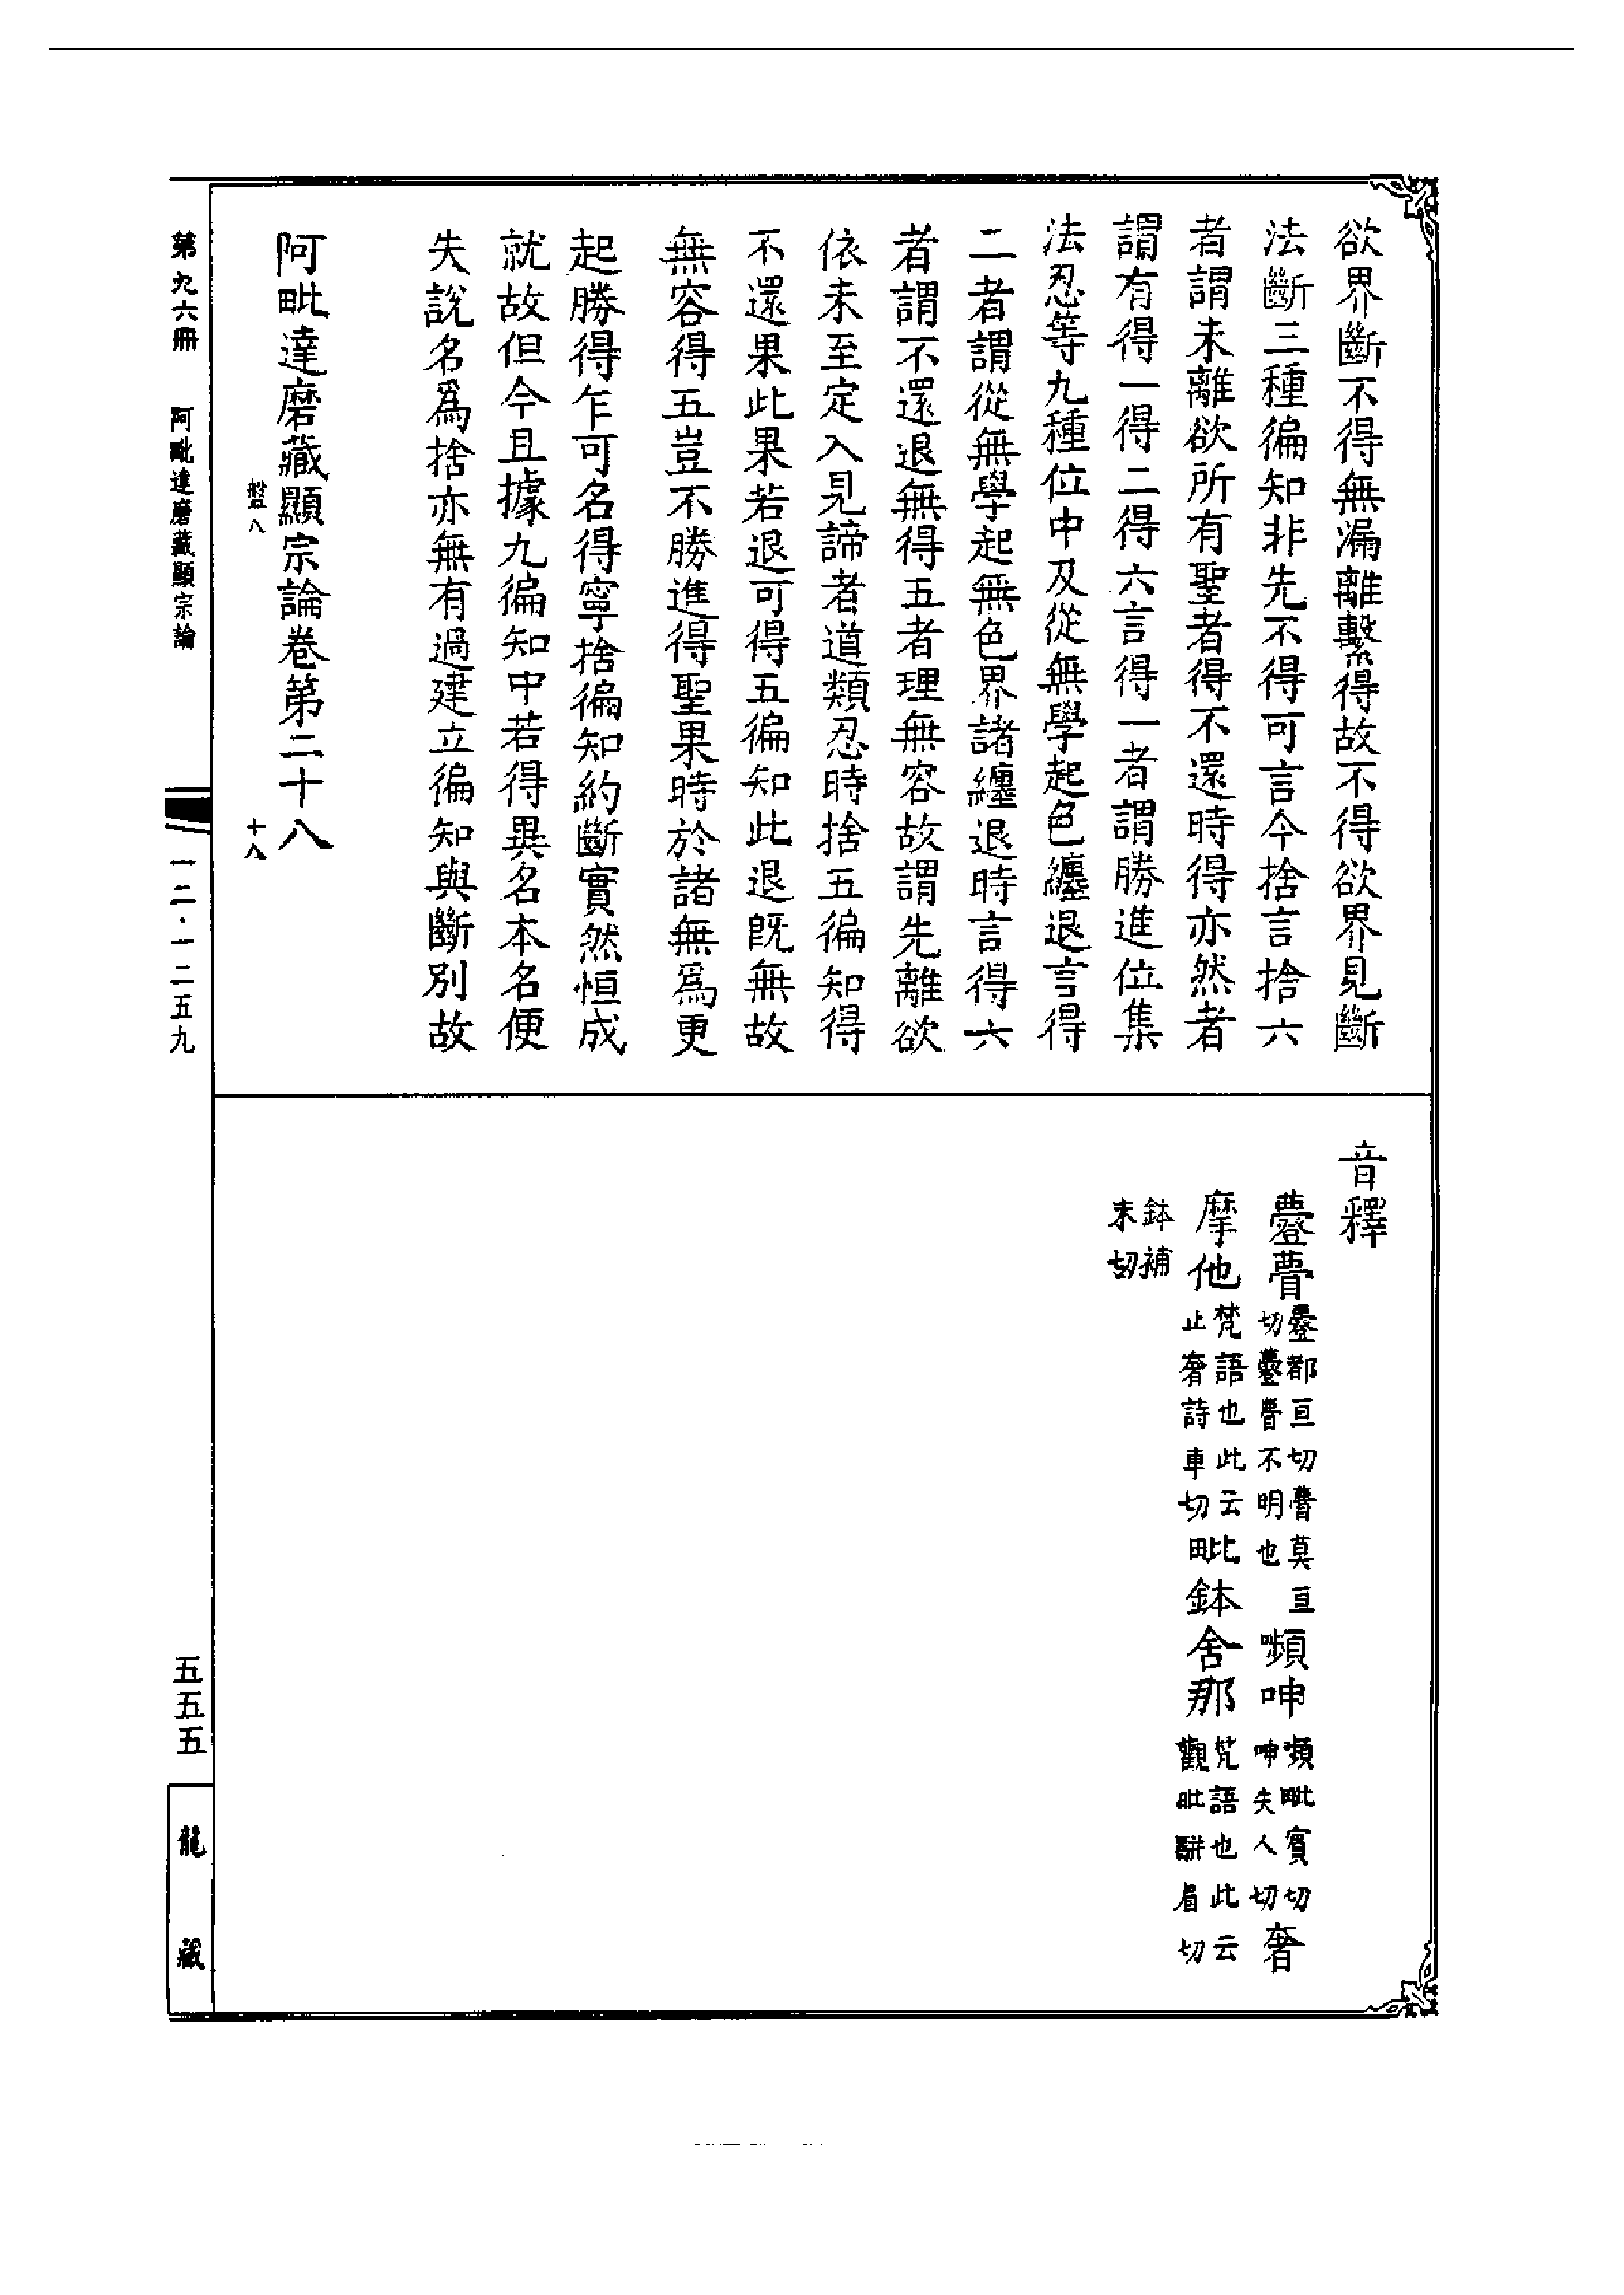 欲界斷不得無漏離繫得故不得欲界見斷
法斷三種徧知非先不得可言今捨言捨六
者謂未離欲所有聖者得不還時得亦然者
謂有得一得二得六言得一者謂勝進位集
法忍等九種位中及從無學起色纏退言得
二者謂從無學起無色界諸纏退時言得六
者謂不還退無得五者理無容故謂先離欲
依未至定入見諦者道類忍時捨五徧知得
不還果此果若退可得五徧知此退既無故
無容得五豈不勝進得聖果時於諸無爲更
起勝得乍可名得寧捨徧知約斷實然恒成
就故但今且據九徧知中若得異名本名便
失說名爲捨亦無有過建立徧知與斷別故
阿毗達磨藏顯宗論卷第二十八
盤八 十八
音釋
㽅瞢 㽅都亘切瞢莫亘切㽅瞢不明也 嚬呻 嚬毗賓切呻失人切 奢
摩他 梵語也此云止奢詩車切 毗鉢舍那 梵語也此云觀毗駢眉切
鉢補末切
第九六冊 阿毗達磨藏顯宗論 一二·一二五九 五五五 龍藏